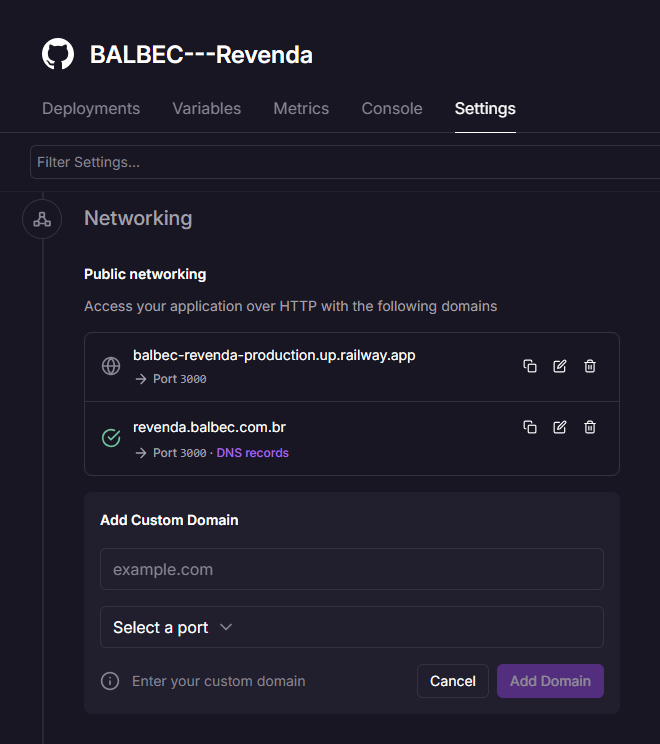 BALBEC---Revenda
Deployments Variables Metrics Console Settings
Filter Settings...
Networking
Public networking
Access your application over HTTP with the following domains
balbec-revenda-production.up.railway.app
→ Port 3000
revenda.balbec.com.br
→ Port 3000 · DNS records
Add Custom Domain
example.com
Select a port
Enter your custom domain Cancel Add Domain